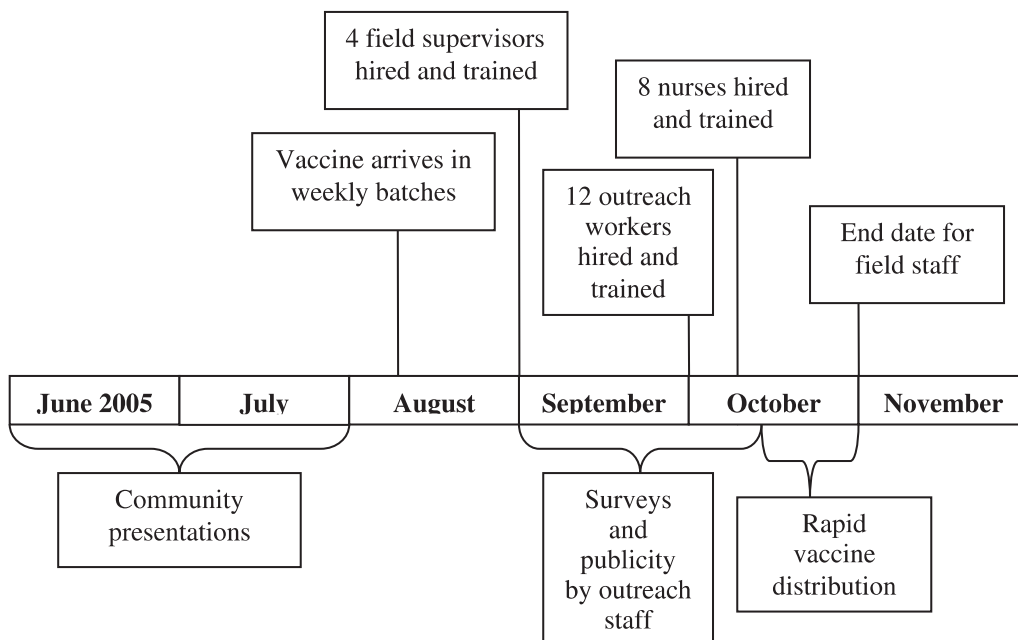 4 field supervisors
hired and trained
8 nurses hired
and trained
Vaccine arrives in
weekly batches
12 outreach
workers
hired and
trained
End date for
field staff
June 2005
July
August
September
October
November
Community
presentations
Surveys
and
publicity
by outreach
staff
Rapid
vaccine
distribution